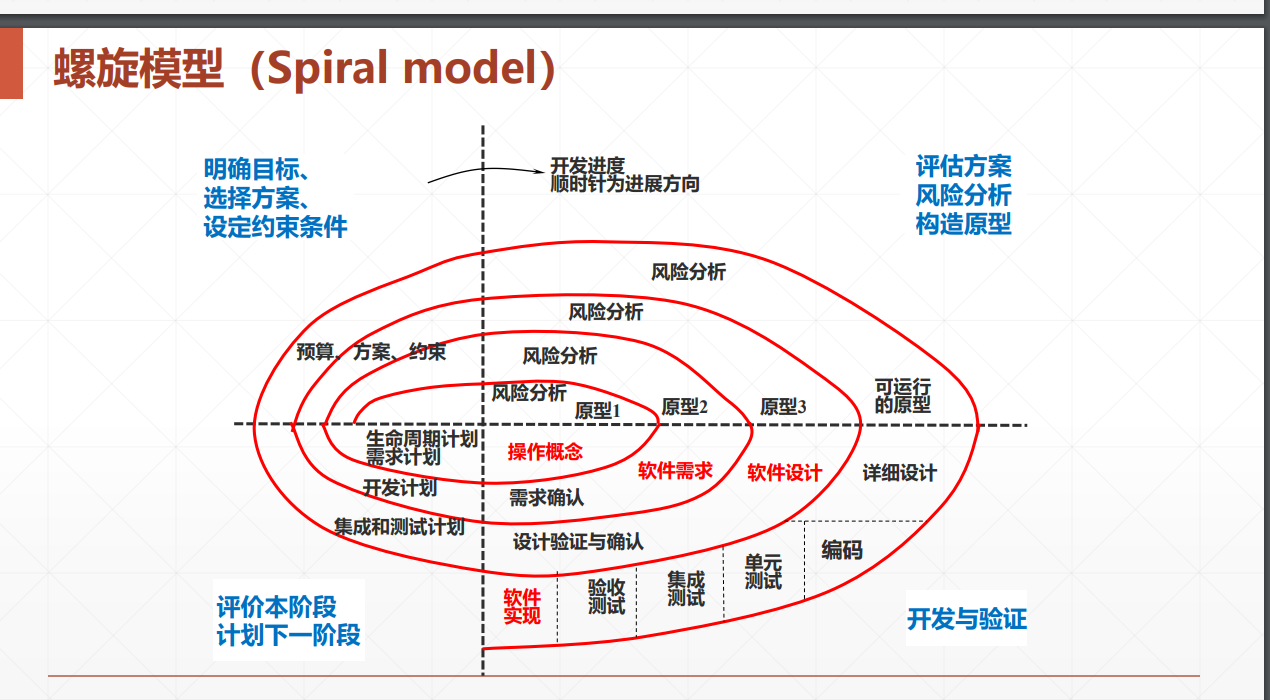 螺旋模型（Spiral model）
明确目标、
选择方案、
设定约束条件
开发进度
顺时针为进展方向
评估方案
风险分析
构造原型
风险分析
风险分析
预算、方案、约束
风险分析
风险分析
原型1
原型2
原型3
可运行
的原型
生命周期计划
需求计划
操作概念
软件需求
软件设计
详细设计
开发计划
需求确认
集成和测试计划
设计验证与确认
软件
实现
验收
测试
集成
测试
单元
测试
编码
评价本阶段
计划下一阶段
开发与验证